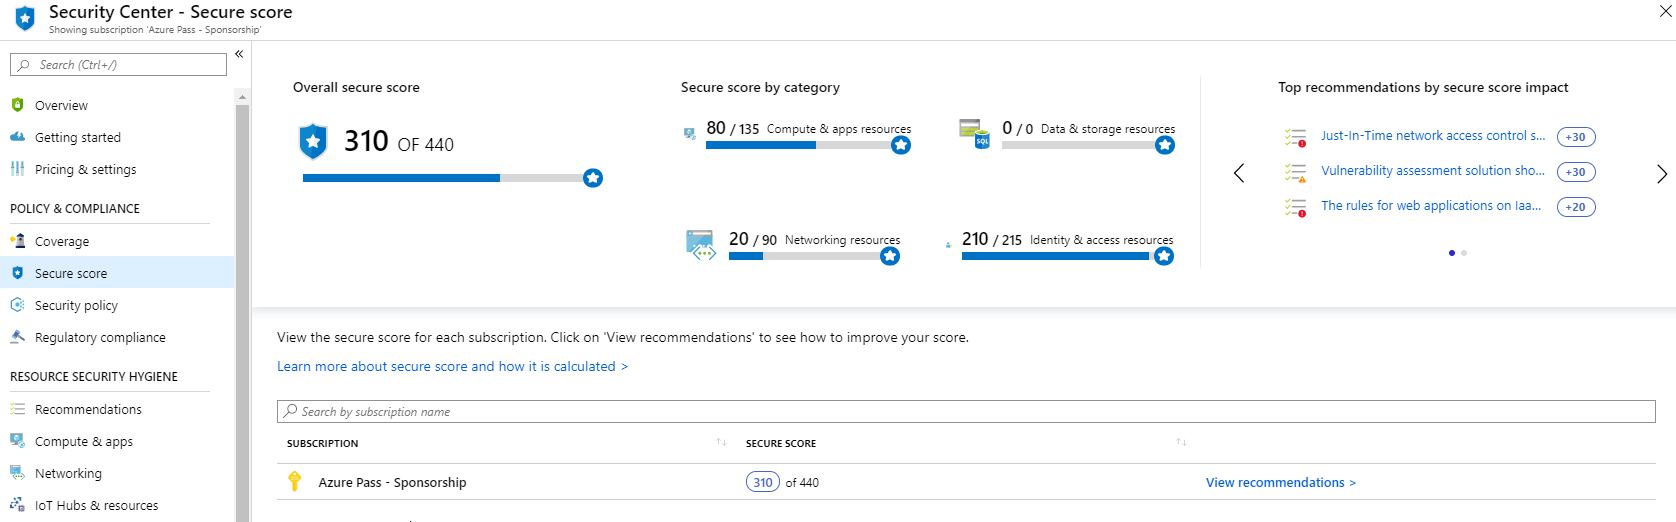 Security Center - Secure score
Showing subscription 'Azure Pass - Sponsorship'
Search (Ctrl+/)
«
Overview
Getting started
Pricing & settings
POLICY & COMPLIANCE
Coverage
Secure score
Security policy
Regulatory compliance
RESOURCE SECURITY HYGIENE
Recommendations
Compute & apps
Networking
IoT Hubs & resources
Overall secure score
310 OF 440
Secure score by category
80 / 135 Compute & apps resources
0 / 0 Data & storage resources
SQL
20 / 90 Networking resources
210 / 215 Identity & access resources
Top recommendations by secure score impact
Just-In-Time network access control s... +30
Vulnerability assessment solution sho... +30
The rules for web applications on Iaa... +20
View the secure score for each subscription. Click on 'View recommendations' to see how to improve your score.
Learn more about secure score and how it is calculated >
Search by subscription name
SUBSCRIPTION SECURE SCORE
Azure Pass - Sponsorship 310 of 440 View recommendations >